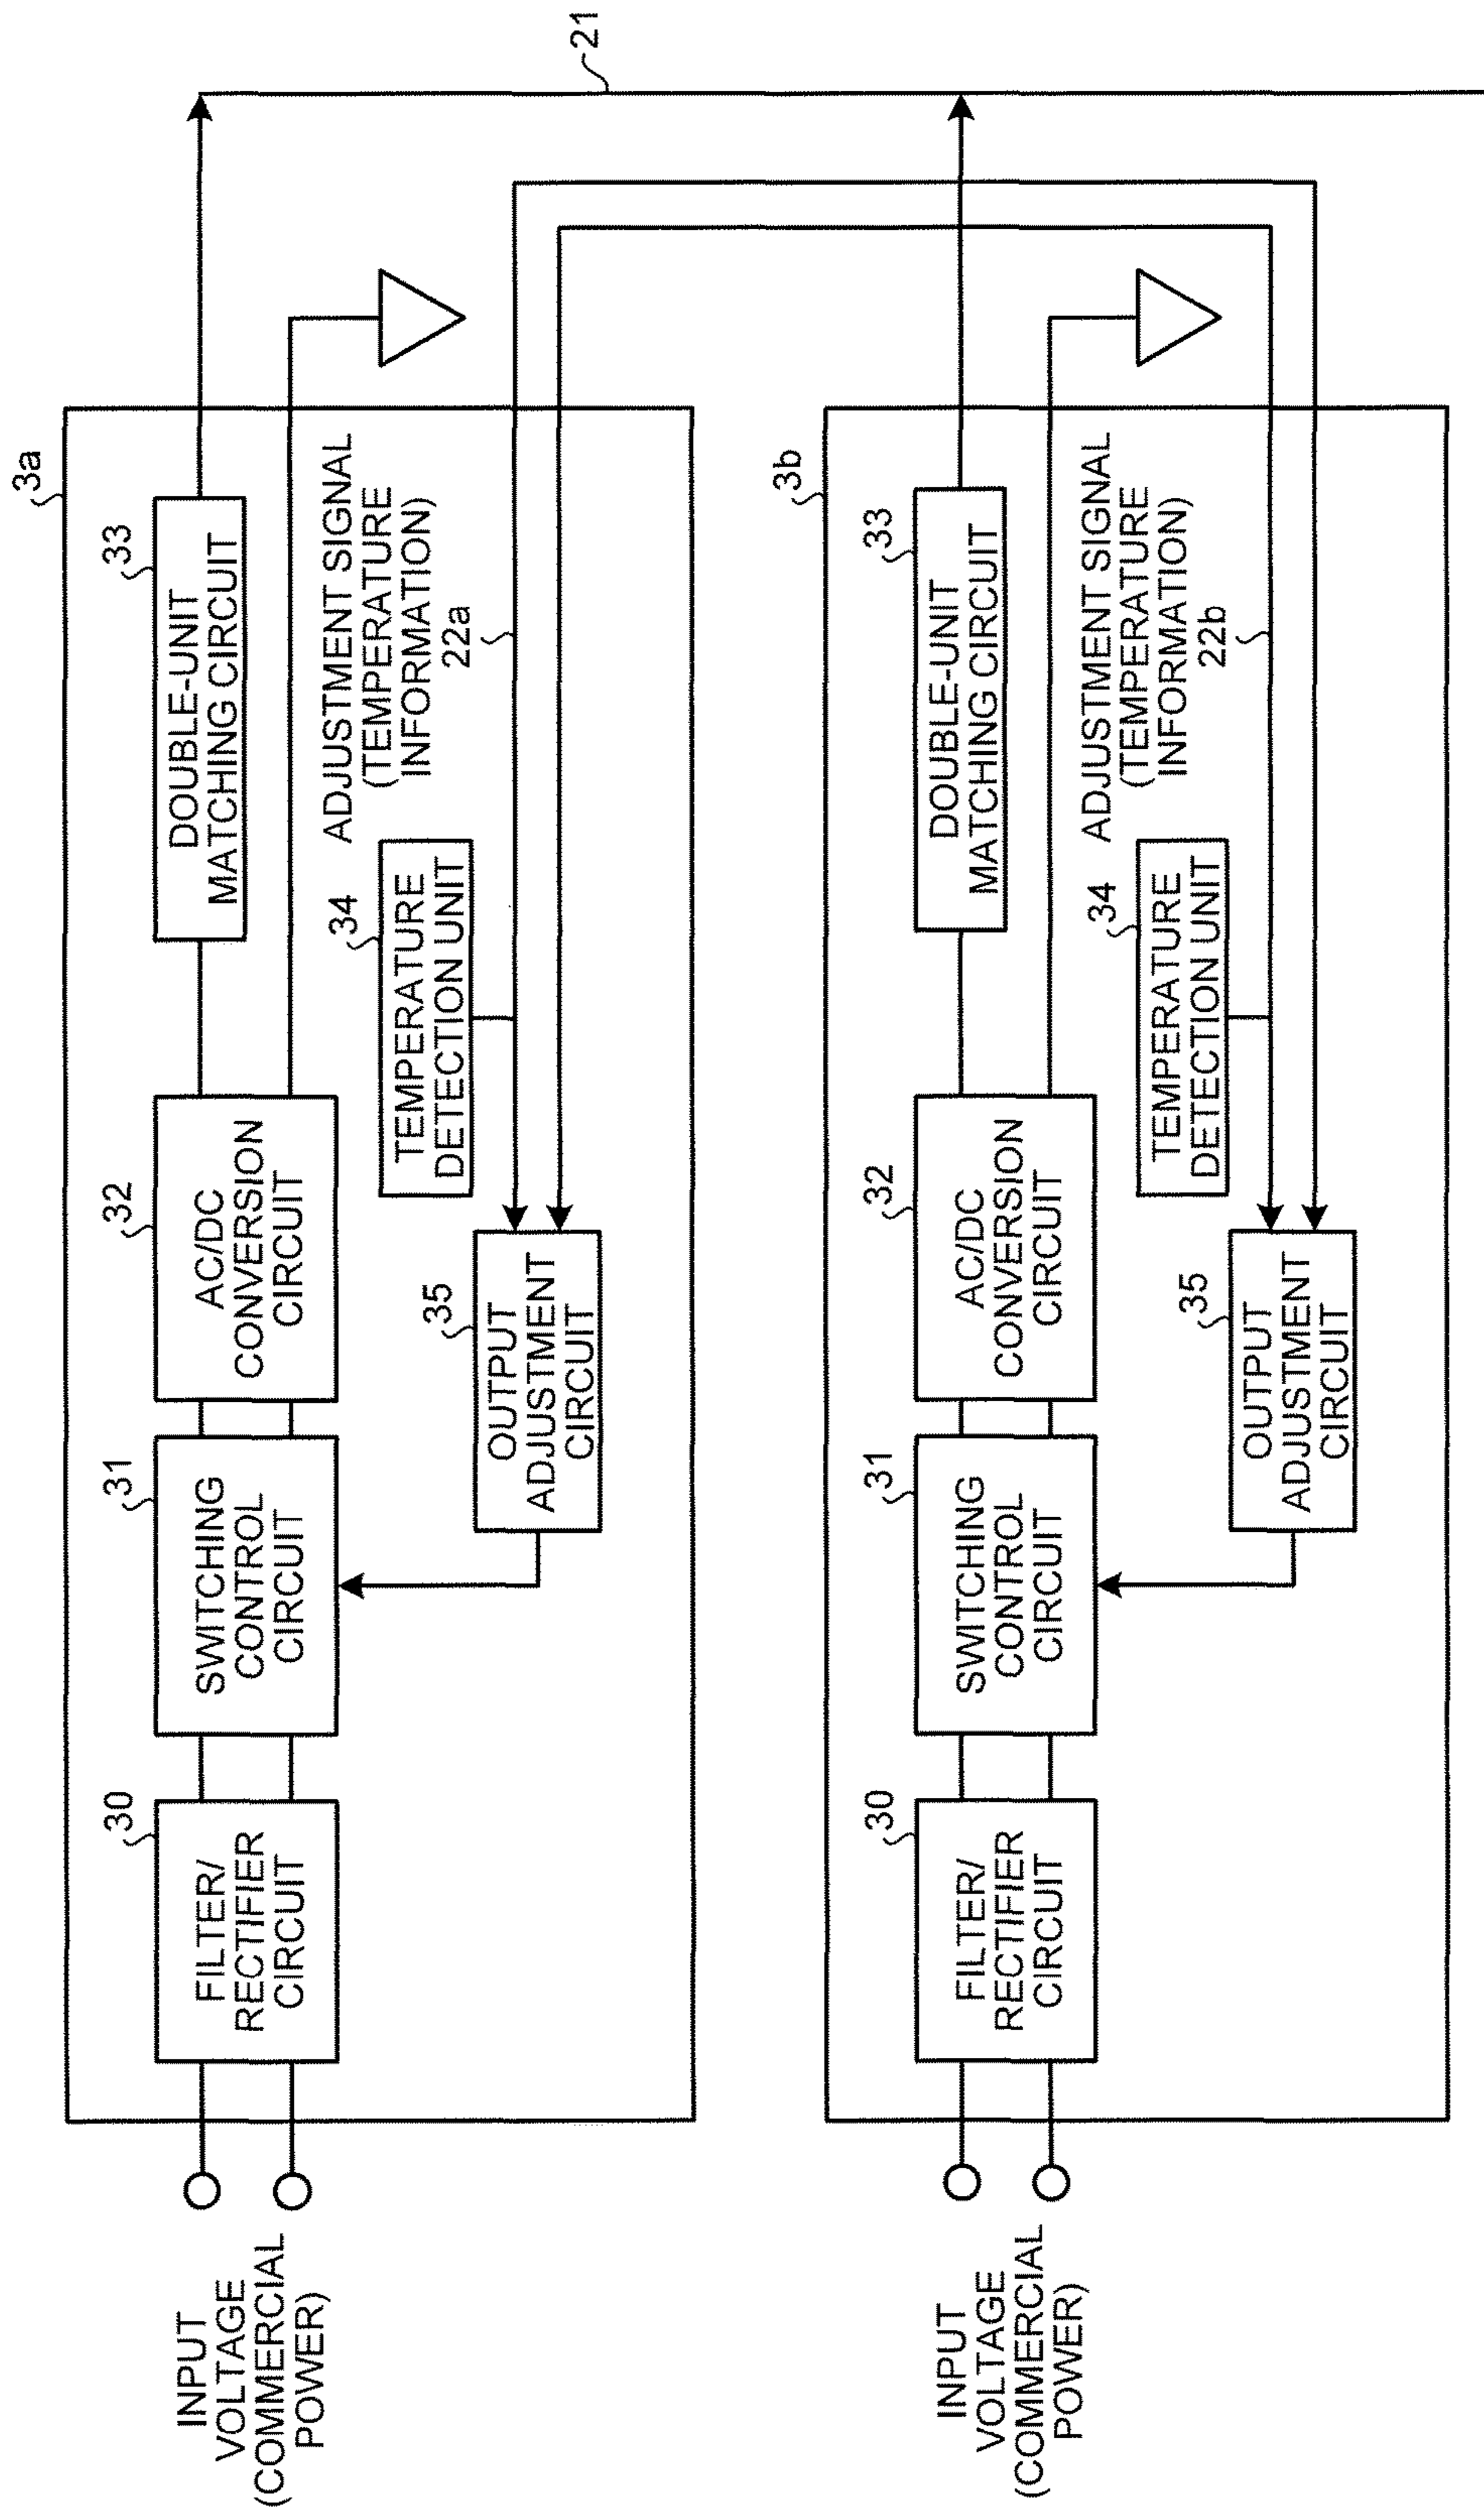 3a
INPUT
VOLTAGE
(COMMERCIAL
POWER)
30
FILTER/
RECTIFIER
CIRCUIT
31
SWITCHING
CONTROL
CIRCUIT
32
AC/DC
CONVERSION
CIRCUIT
33
DOUBLE-UNIT
MATCHING CIRCUIT
21
35
OUTPUT
ADJUSTMENT
CIRCUIT
34
TEMPERATURE
DETECTION UNIT
ADJUSTMENT SIGNAL
(TEMPERATURE
INFORMATION)
22a
3b
INPUT
VOLTAGE
(COMMERCIAL
POWER)
30
FILTER/
RECTIFIER
CIRCUIT
31
SWITCHING
CONTROL
CIRCUIT
32
AC/DC
CONVERSION
CIRCUIT
33
DOUBLE-UNIT
MATCHING CIRCUIT
35
OUTPUT
ADJUSTMENT
CIRCUIT
34
TEMPERATURE
DETECTION UNIT
ADJUSTMENT SIGNAL
(TEMPERATURE
INFORMATION)
22b